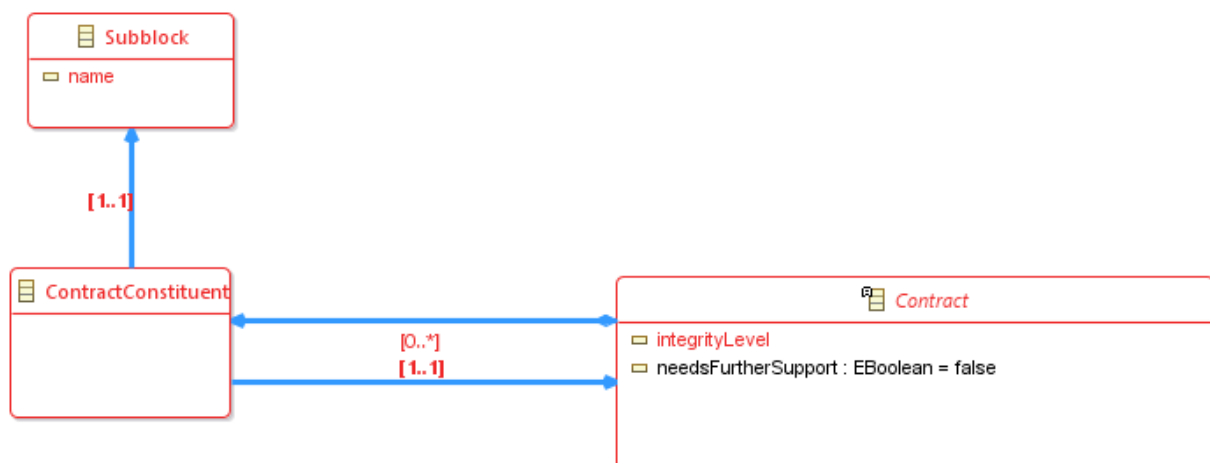 Subblock
name
[1..1]
ContractConstituent
Contract
integrityLevel
[0..*]
needsFurtherSupport : EBoolean = false
[1..1]